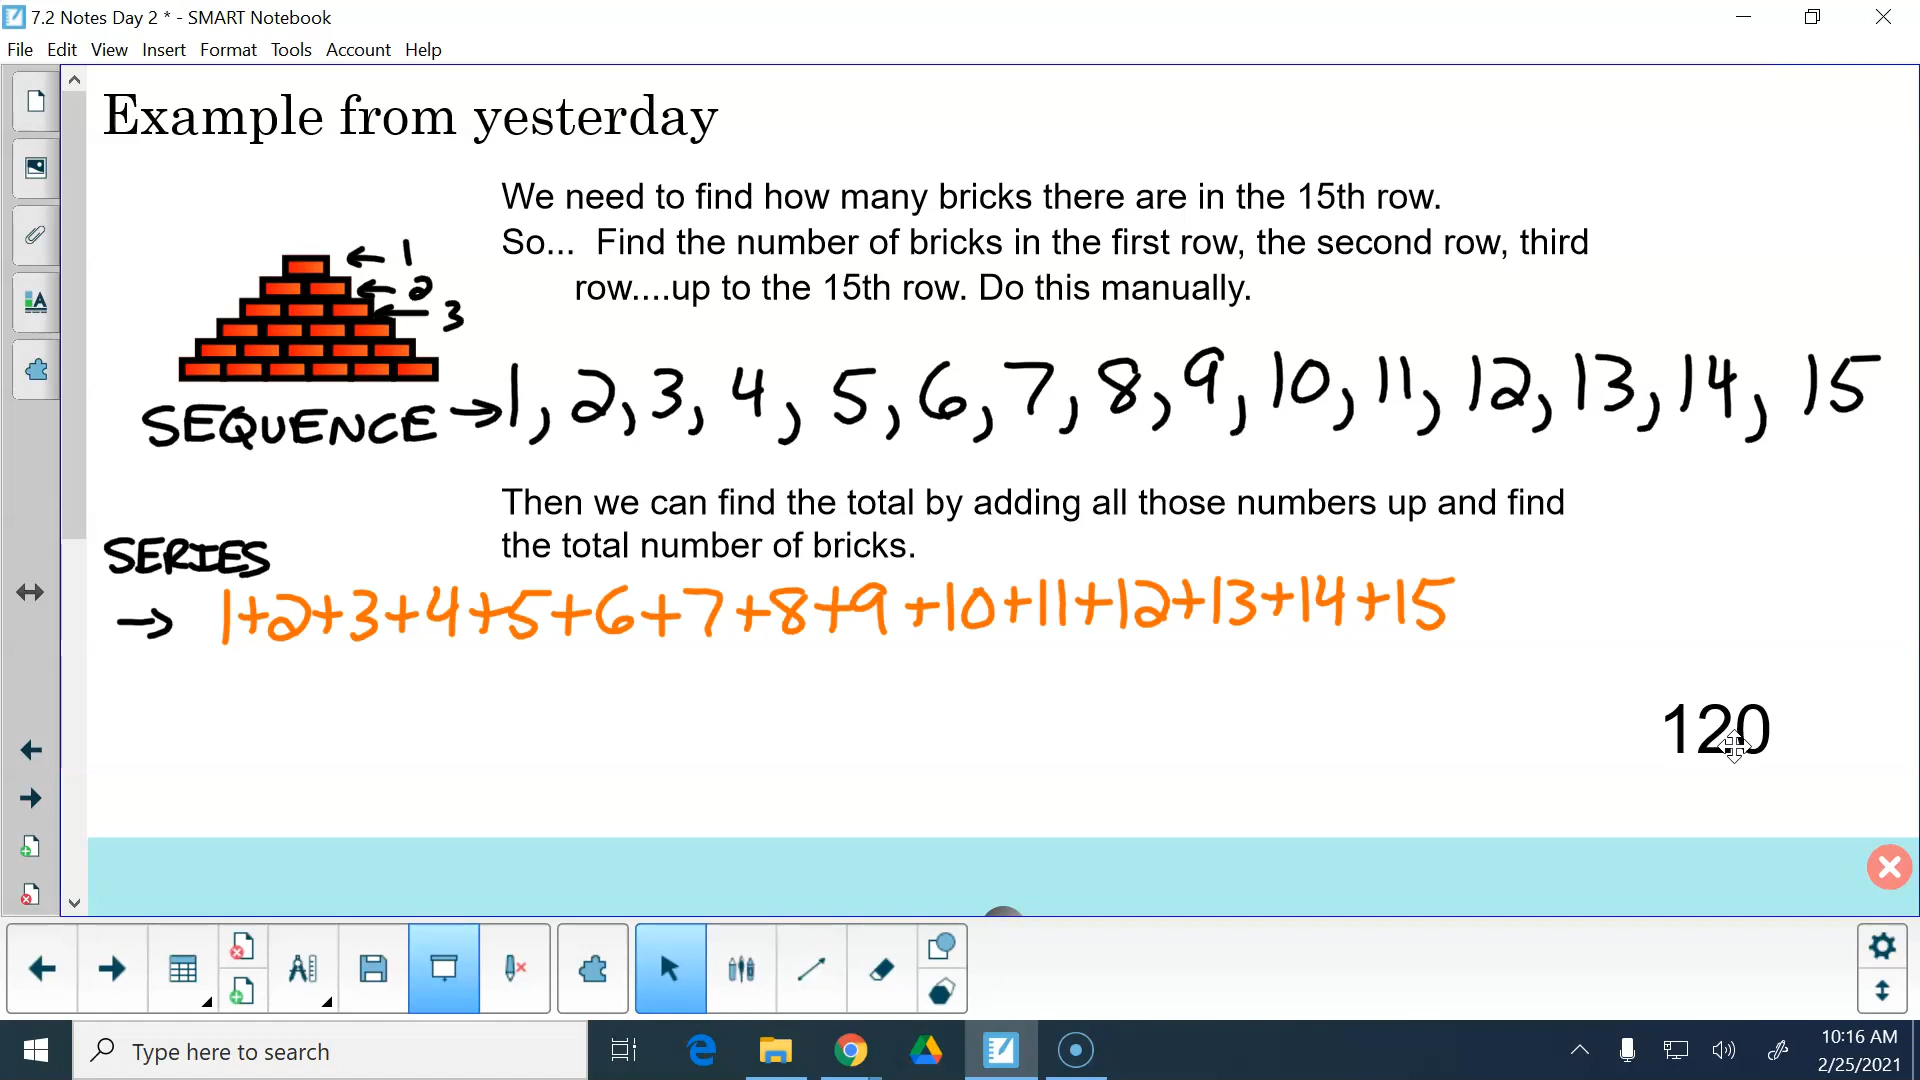 7.2 Notes Day 2 * - SMART Notebook
File Edit View Insert Format Tools Account Help
Example from yesterday
We need to find how many bricks there are in the 15th row.
So... Find the number of bricks in the first row, the second row, third
row....up to the 15th row. Do this manually.
← 1
← 2
← 3
SEQUENCE → 1, 2, 3, 4, 5, 6, 7, 8, 9, 10, 11, 12, 13, 14, 15
Then we can find the total by adding all those numbers up and find
the total number of bricks.
SERIES
→ 1+2+3+4+5+6+7+8+9+10+11+12+13+14+15
120
Type here to search
10:16 AM
2/25/2021